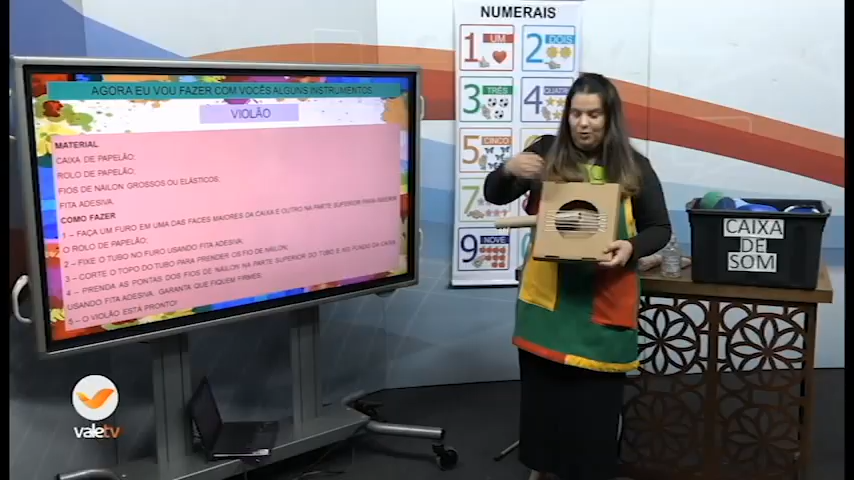 AGORA EU VOU FAZER COM VOCÊS ALGUNS INSTRUMENTOS
VIOLÃO
MATERIAL
CAIXA DE PAPELÃO;
ROLO DE PAPELÃO;
FIOS DE NÁILON GROSSOS OU ELÁSTICOS.
FITA ADESIVA.
COMO FAZER
1 – FAÇA UM FURO EM UMA DAS FACES MAIORES DA CAIXA E OUTRO NA PARTE SUPERIOR PARA
O ROLO DE PAPELÃO;
2 – FIXE O TUBO NO FURO USANDO FITA ADESIVA;
3 – CORTE O TOPO DO TUBO PARA PRENDER OS FIO DE NÁILON;
4 – PRENDA AS PONTAS DOS FIOS DE NÁILON NA PARTE SUPERIOR DO TUBO E NO FUNDO DA CAIXA
USANDO FITA ADESIVA. GARANTA QUE FIQUEM FIRMES.
5 – O VIOLÃO ESTÁ PRONTO!
NUMERAIS
1 UM
2 DOIS
3 TRÊS
4 QUATRO
5 CINCO
7
9 NOVE
CAIXA
DE
SOM
valetv